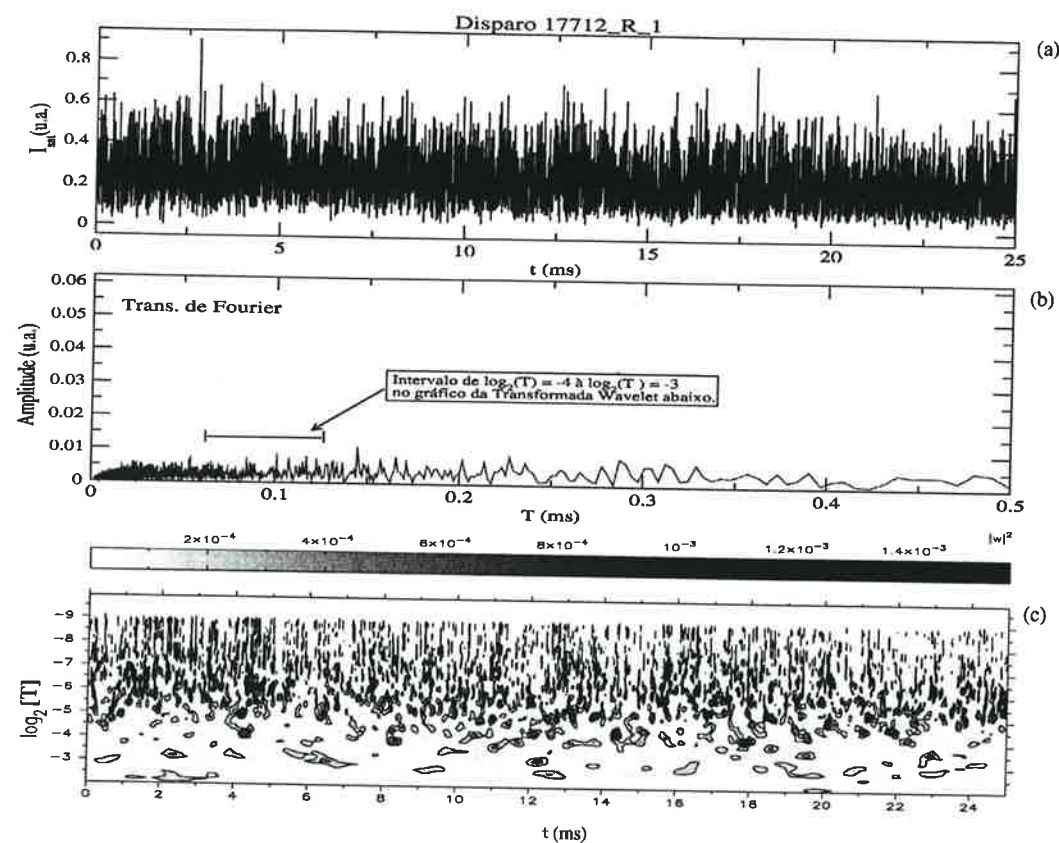 Disparo 17712_R_1
(a)
I_sat (u.a.)
0.8
0.6
0.4
0.2
0
0 5 10 15 20 25
t (ms)
(b)
Trans. de Fourier
Amplitude (u.a.)
0.06
0.05
0.04
0.03
0.02
0.01
0
Intervalo de log₂(T) = -4 à log₂(T ) = -3
no gráfico da Transformada Wavelet abaixo.
0 0.1 0.2 0.3 0.4 0.5
T (ms)
2×10⁻⁴ 4×10⁻⁴ 6×10⁻⁴ 8×10⁻⁴ 10⁻³ 1.2×10⁻³ 1.4×10⁻³ |w|²
(c)
log₂ [T]
-9
-8
-7
-6
-5
-4
-3
0 2 4 6 8 10 12 14 16 18 20 22 24
t (ms)